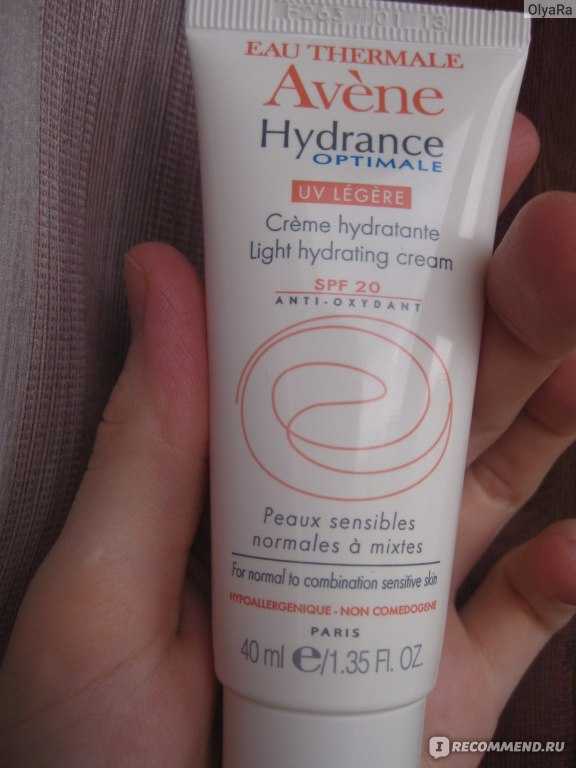 OlyaRa
EAU THERMALE
Avène
Hydrance
OPTIMALE
UV LÉGÈRE
Crème hydratante
Light hydrating cream
SPF 20
ANTI-OXYDANT
Peaux sensibles
normales à mixtes
For normal to combination sensitive skin
HYPOALLERGENIQUE - NON COMEDOGENE
PARIS
40 ml e/1.35 Fl. OZ.
IRECOMMEND.RU